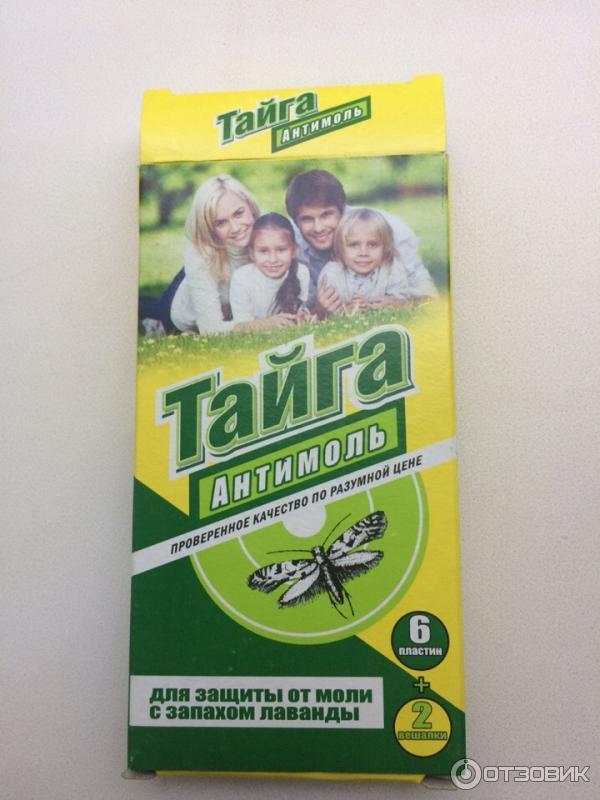 Тайга
Антимоль
Тайга
Антимоль
ПРОВЕРЕННОЕ КАЧЕСТВО ПО РАЗУМНОЙ ЦЕНЕ
6
пластин
+
2
вешалки
для защиты от моли
с запахом лаванды
ОТЗОВИК